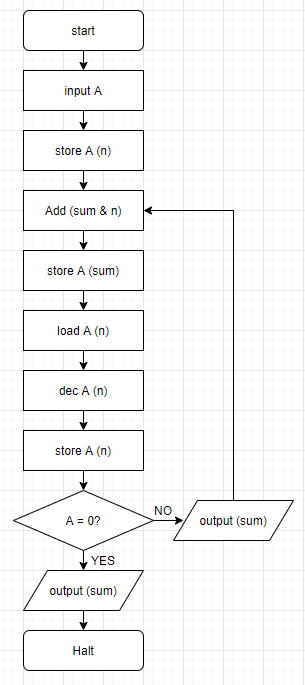 start
input A
store A (n)
Add (sum & n)
store A (sum)
load A (n)
dec A (n)
store A (n)
A = 0?
NO
output (sum)
YES
output (sum)
Halt